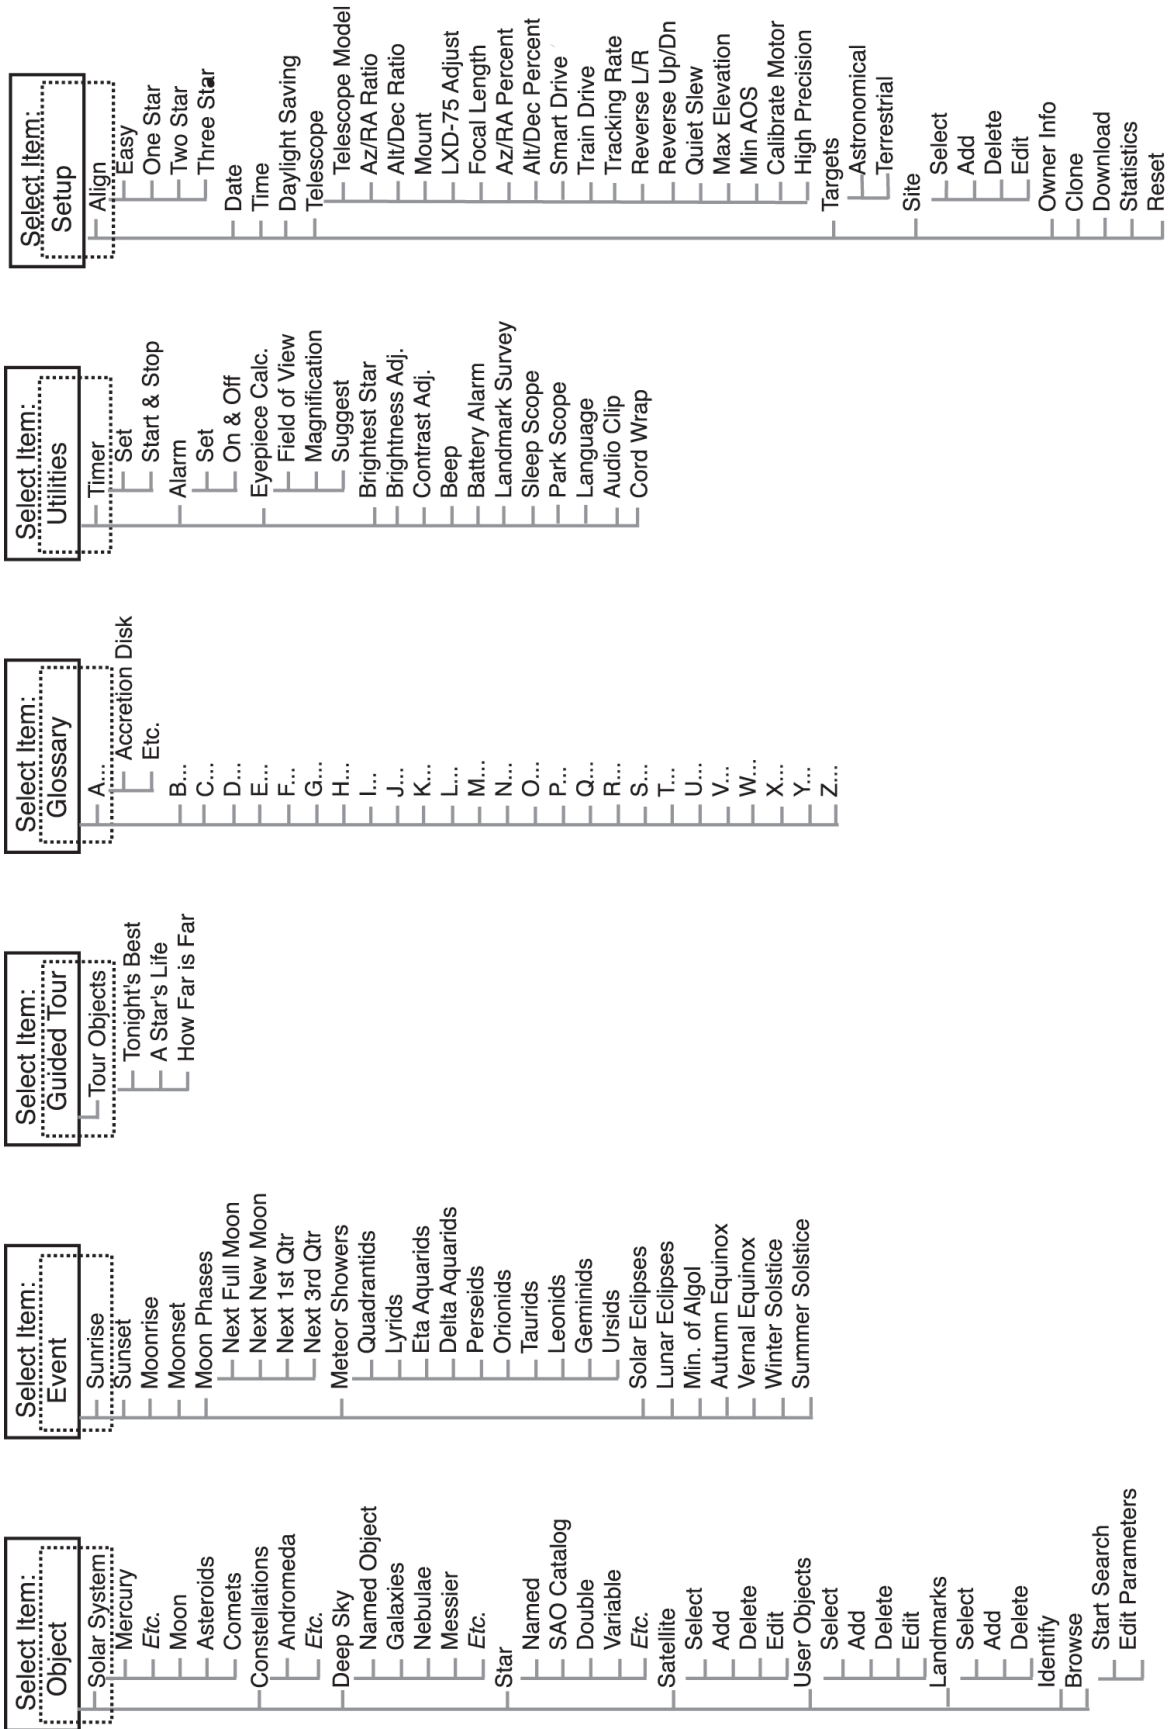 Select Item:
Object
Solar System
Mercury
Etc.
Moon
Asteroids
Comets
Constellations
Andromeda
Etc.
Deep Sky
Named Object
Galaxies
Nebulae
Messier
Etc.
Star
Named
SAO Catalog
Double
Variable
Etc.
Satellite
Select
Add
Delete
Edit
User Objects
Select
Add
Delete
Edit
Landmarks
Select
Add
Delete
Identify
Browse
Start Search
Edit Parameters
Select Item:
Event
Sunrise
Sunset
Moonrise
Moonset
Moon Phases
Next Full Moon
Next New Moon
Next 1st Qtr
Next 3rd Qtr
Meteor Showers
Quadrantids
Lyrids
Eta Aquarids
Delta Aquarids
Perseids
Orionids
Taurids
Leonids
Geminids
Ursids
Solar Eclipses
Lunar Eclipses
Min. of Algol
Autumn Equinox
Vernal Equinox
Winter Solstice
Summer Solstice
Select Item:
Guided Tour
Tour Objects
Tonight's Best
A Star's Life
How Far is Far
Select Item:
Glossary
A...
Accretion Disk
Etc.
B...
C...
D...
E...
F...
G...
H...
I...
J...
K...
L...
M...
N...
O...
P...
Q...
R...
S...
T...
U...
V...
W...
X...
Y...
Z...
Select Item:
Utilities
Timer
Set
Start & Stop
Alarm
Set
On & Off
Eyepiece Calc.
Field of View
Magnification
Suggest
Brightest Star
Brightness Adj.
Contrast Adj.
Beep
Battery Alarm
Landmark Survey
Sleep Scope
Park Scope
Language
Audio Clip
Cord Wrap
Select Item:
Setup
Align
Easy
One Star
Two Star
Three Star
Date
Time
Daylight Saving
Telescope
Telescope Model
Az/RA Ratio
Alt/Dec Ratio
Mount
LXD-75 Adjust
Focal Length
Az/RA Percent
Alt/Dec Percent
Smart Drive
Train Drive
Tracking Rate
Reverse L/R
Reverse Up/Dn
Quiet Slew
Max Elevation
Min AOS
Calibrate Motor
High Precision
Targets
Astronomical
Terrestrial
Site
Select
Add
Delete
Edit
Owner Info
Clone
Download
Statistics
Reset